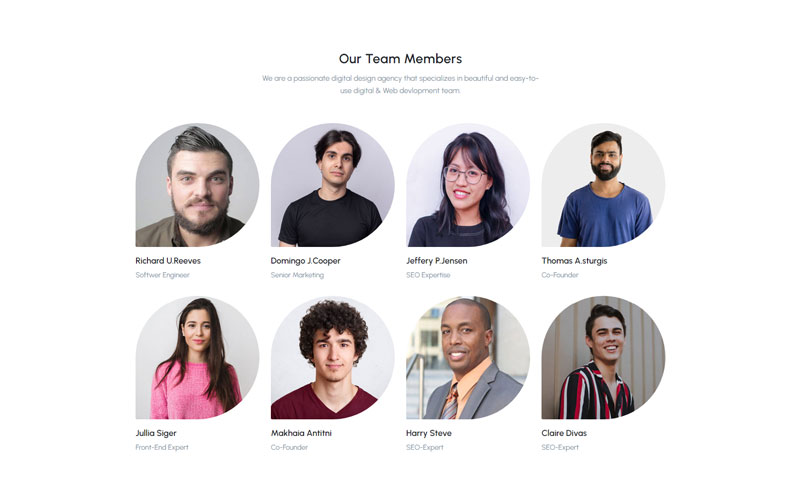 Our Team Members
We are a passionate digital design agency that specializes in beautiful and easy-to-
use digital & Web devlopment team.
Richard U.Reeves
Softwer Engineer
Domingo J.Cooper
Senior Marketing
Jeffery P.Jensen
SEO Expertise
Thomas A.sturgis
Co-Founder
Jullia Siger
Front-End Expert
Makhaia Antitni
Co-Founder
Harry Steve
SEO-Expert
Claire Divas
SEO-Expert